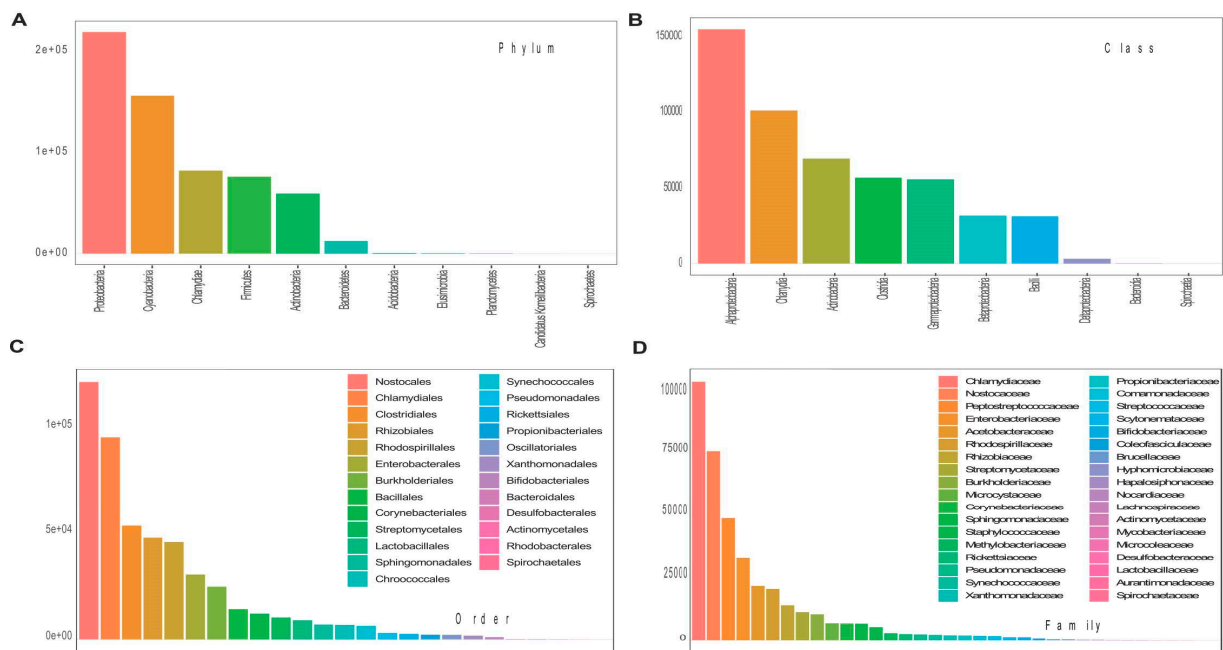 A
Phylum
2e+05
1e+05
0e+00
Proteobacteria
Cyanobacteria
Chlamydiae
Firmicutes
Actinobacteria
Bacteroidetes
Acidobacteria
Elusimicrobia
Planctomycetes
Candidatus Komeilibacteria
Spirochaetes
B
Class
150000
100000
50000
0
Alphaproteobacteria
Chlamydiia
Actinobacteria
Clostridia
Gammaproteobacteria
Betaproteobacteria
Bacilli
Deltaproteobacteria
Bacteroidia
Spirochaetia
C
1e+05
5e+04
0e+00
Nostocales
Chlamydiales
Clostridiales
Rhizobiales
Rhodospirillales
Enterobacterales
Burkholderiales
Bacillales
Corynebacteriales
Streptomycetales
Lactobacillales
Sphingomonadales
Chroococcales
Synechococcales
Pseudomonadales
Rickettsiales
Propionibacteriales
Oscillatoriales
Xanthomonadales
Bifidobacteriales
Bacteroidales
Desulfobacterales
Actinomycetales
Rhodobacterales
Spirochaetales
Order
D
100000
75000
50000
25000
0
Chlamydiaceae
Nostocaceae
Peptostreptococcaceae
Enterobacteriaceae
Acetobacteraceae
Rhodospirillaceae
Rhizobiaceae
Streptomycetaceae
Burkholderiaceae
Microcystaceae
Corynebacteriaceae
Sphingomonadaceae
Staphylococcaceae
Methylobacteriaceae
Rickettsiaceae
Pseudomonadaceae
Synechococcaceae
Xanthomonadaceae
Propionibacteriaceae
Comamonadaceae
Streptococcaceae
Scytonemataceae
Bifidobacteriaceae
Coleofasciculaceae
Brucellaceae
Hyphomicrobiaceae
Hapalosiphonaceae
Nocardiaceae
Lachnospiraceae
Actinomycetaceae
Mycobacteriaceae
Microcoleaceae
Desulfobacteraceae
Lactobacillaceae
Aurantimonadaceae
Spirochaetaceae
Family